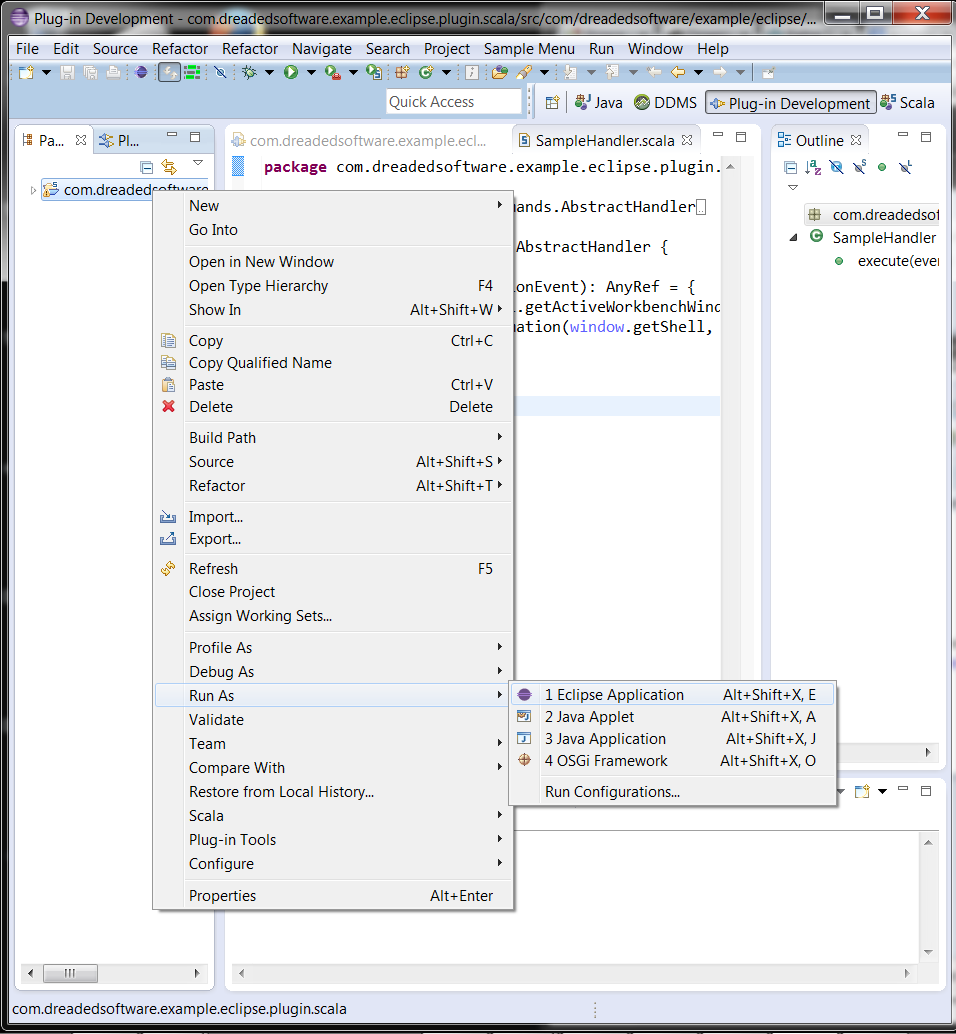 Plug-in Development - com.dreadedsoftware.example.eclipse.plugin.scala/src/com/dreadedsoftware/example/eclipse/...
File Edit Source Refactor Refactor Navigate Search Project Sample Menu Run Window Help
Quick Access
Java DDMS Plug-in Development Scala
Pa... Pl...
com.dreadedsoftware.example.ecl...
SampleHandler.scala
Outline
package com.dreadedsoftware.example.eclipse.plugin.
com.dreadedsoftware
ands.AbstractHandler
AbstractHandler {
onEvent): AnyRef = {
.getActiveWorkbenchWind
mation(window.getShell,
com.dreadedsof
SampleHandler
execute(ever
New
Go Into
Open in New Window
Open Type Hierarchy F4
Show In Alt+Shift+W
Copy Ctrl+C
Copy Qualified Name
Paste Ctrl+V
Delete Delete
Build Path
Source Alt+Shift+S
Refactor Alt+Shift+T
Import...
Export...
Refresh F5
Close Project
Assign Working Sets...
Profile As
Debug As
Run As
Validate
Team
Compare With
Restore from Local History...
Scala
Plug-in Tools
Configure
Properties Alt+Enter
1 Eclipse Application Alt+Shift+X, E
2 Java Applet Alt+Shift+X, A
3 Java Application Alt+Shift+X, J
4 OSGi Framework Alt+Shift+X, O
Run Configurations...
com.dreadedsoftware.example.eclipse.plugin.scala